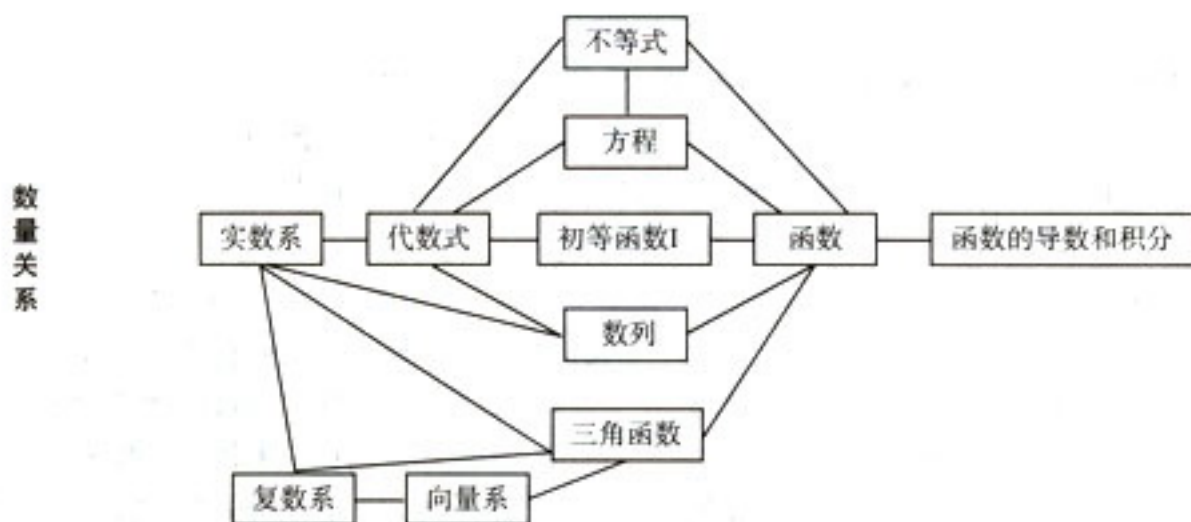 不等式
方程
数量关系
实数系
代数式
初等函数I
函数
函数的导数和积分
数列
三角函数
复数系
向量系